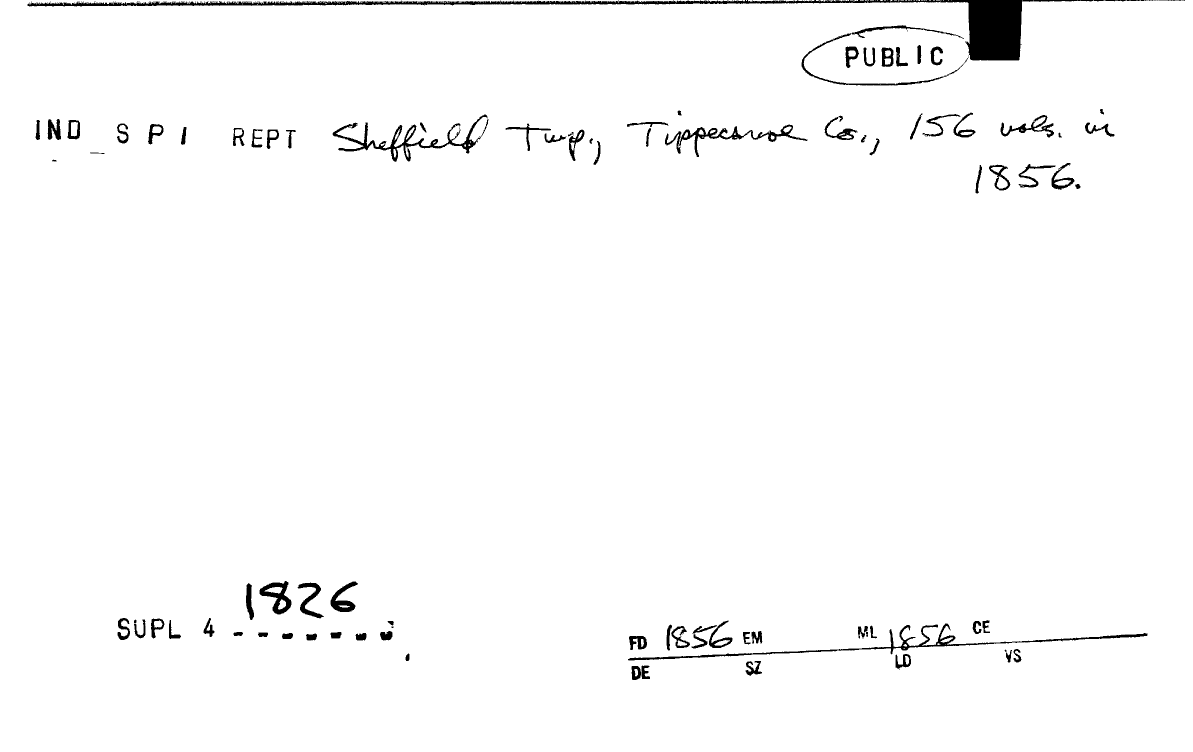 PUBLIC
IND S P I REPT Sheffield Twp., Tippecanoe Co., 156 vols. in
1856.
1826
SUPL 4 - - - - - - -
FD 1856 EM ML 1856 CE
DE SZ LD VS